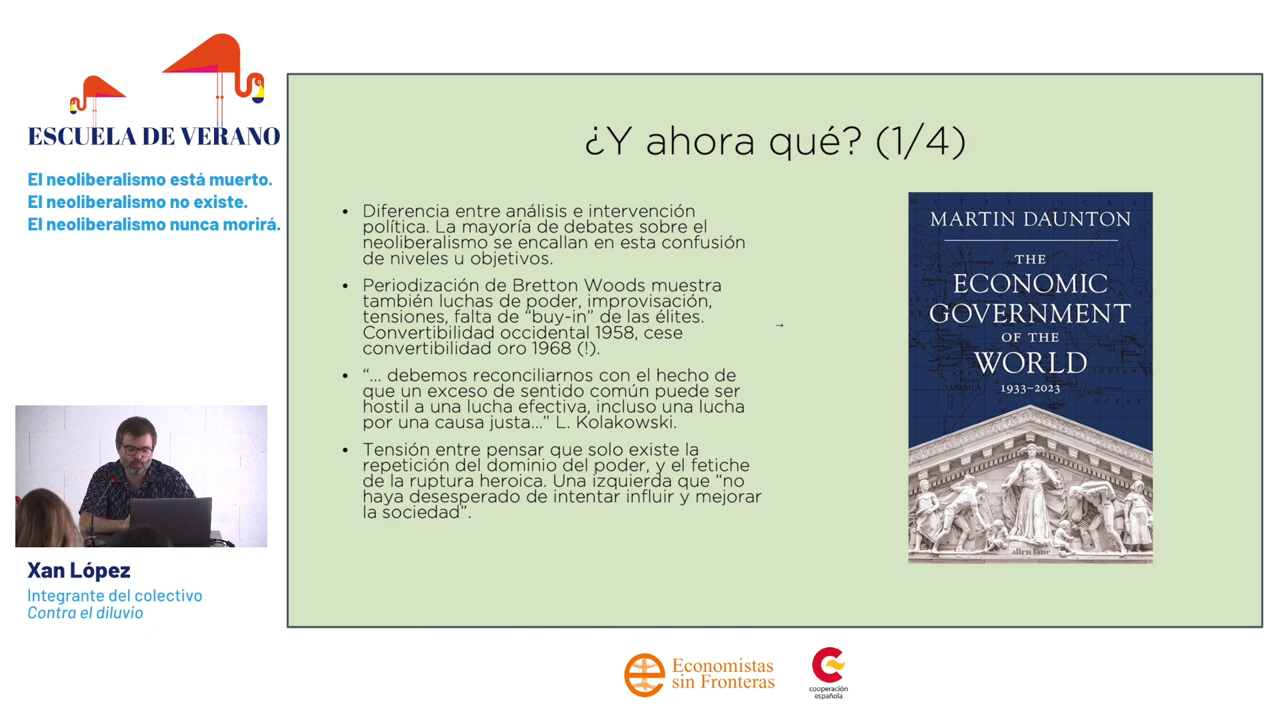 ESCUELA DE VERANO
El neoliberalismo está muerto.
El neoliberalismo no existe.
El neoliberalismo nunca morirá.
¿Y ahora qué? (1/4)
• Diferencia entre análisis e intervención
política. La mayoría de debates sobre el
neoliberalismo se encallan en esta confusión
de niveles u objetivos.
• Periodización de Bretton Woods muestra
también luchas de poder, improvisación,
tensiones, falta de “buy-in” de las élites.
Convertibilidad occidental 1958, cese
convertibilidad oro 1968 (!).
• “... debemos reconciliarnos con el hecho de
que un exceso de sentido común puede ser
hostil a una lucha efectiva, incluso una lucha
por una causa justa...” L. Kolakowski.
• Tensión entre pensar que solo existe la
repetición del dominio del poder, y el fetiche
de la ruptura heroica. Una izquierda que “no
haya desesperado de intentar influir y mejorar
la sociedad”.
→
MARTIN DAUNTON
THE
ECONOMIC
GOVERNMENT
OF THE
WORLD
1933–2023
allen lane
Xan López
Integrante del colectivo
Contra el diluvio
Economistas
sin Fronteras
cooperación
española